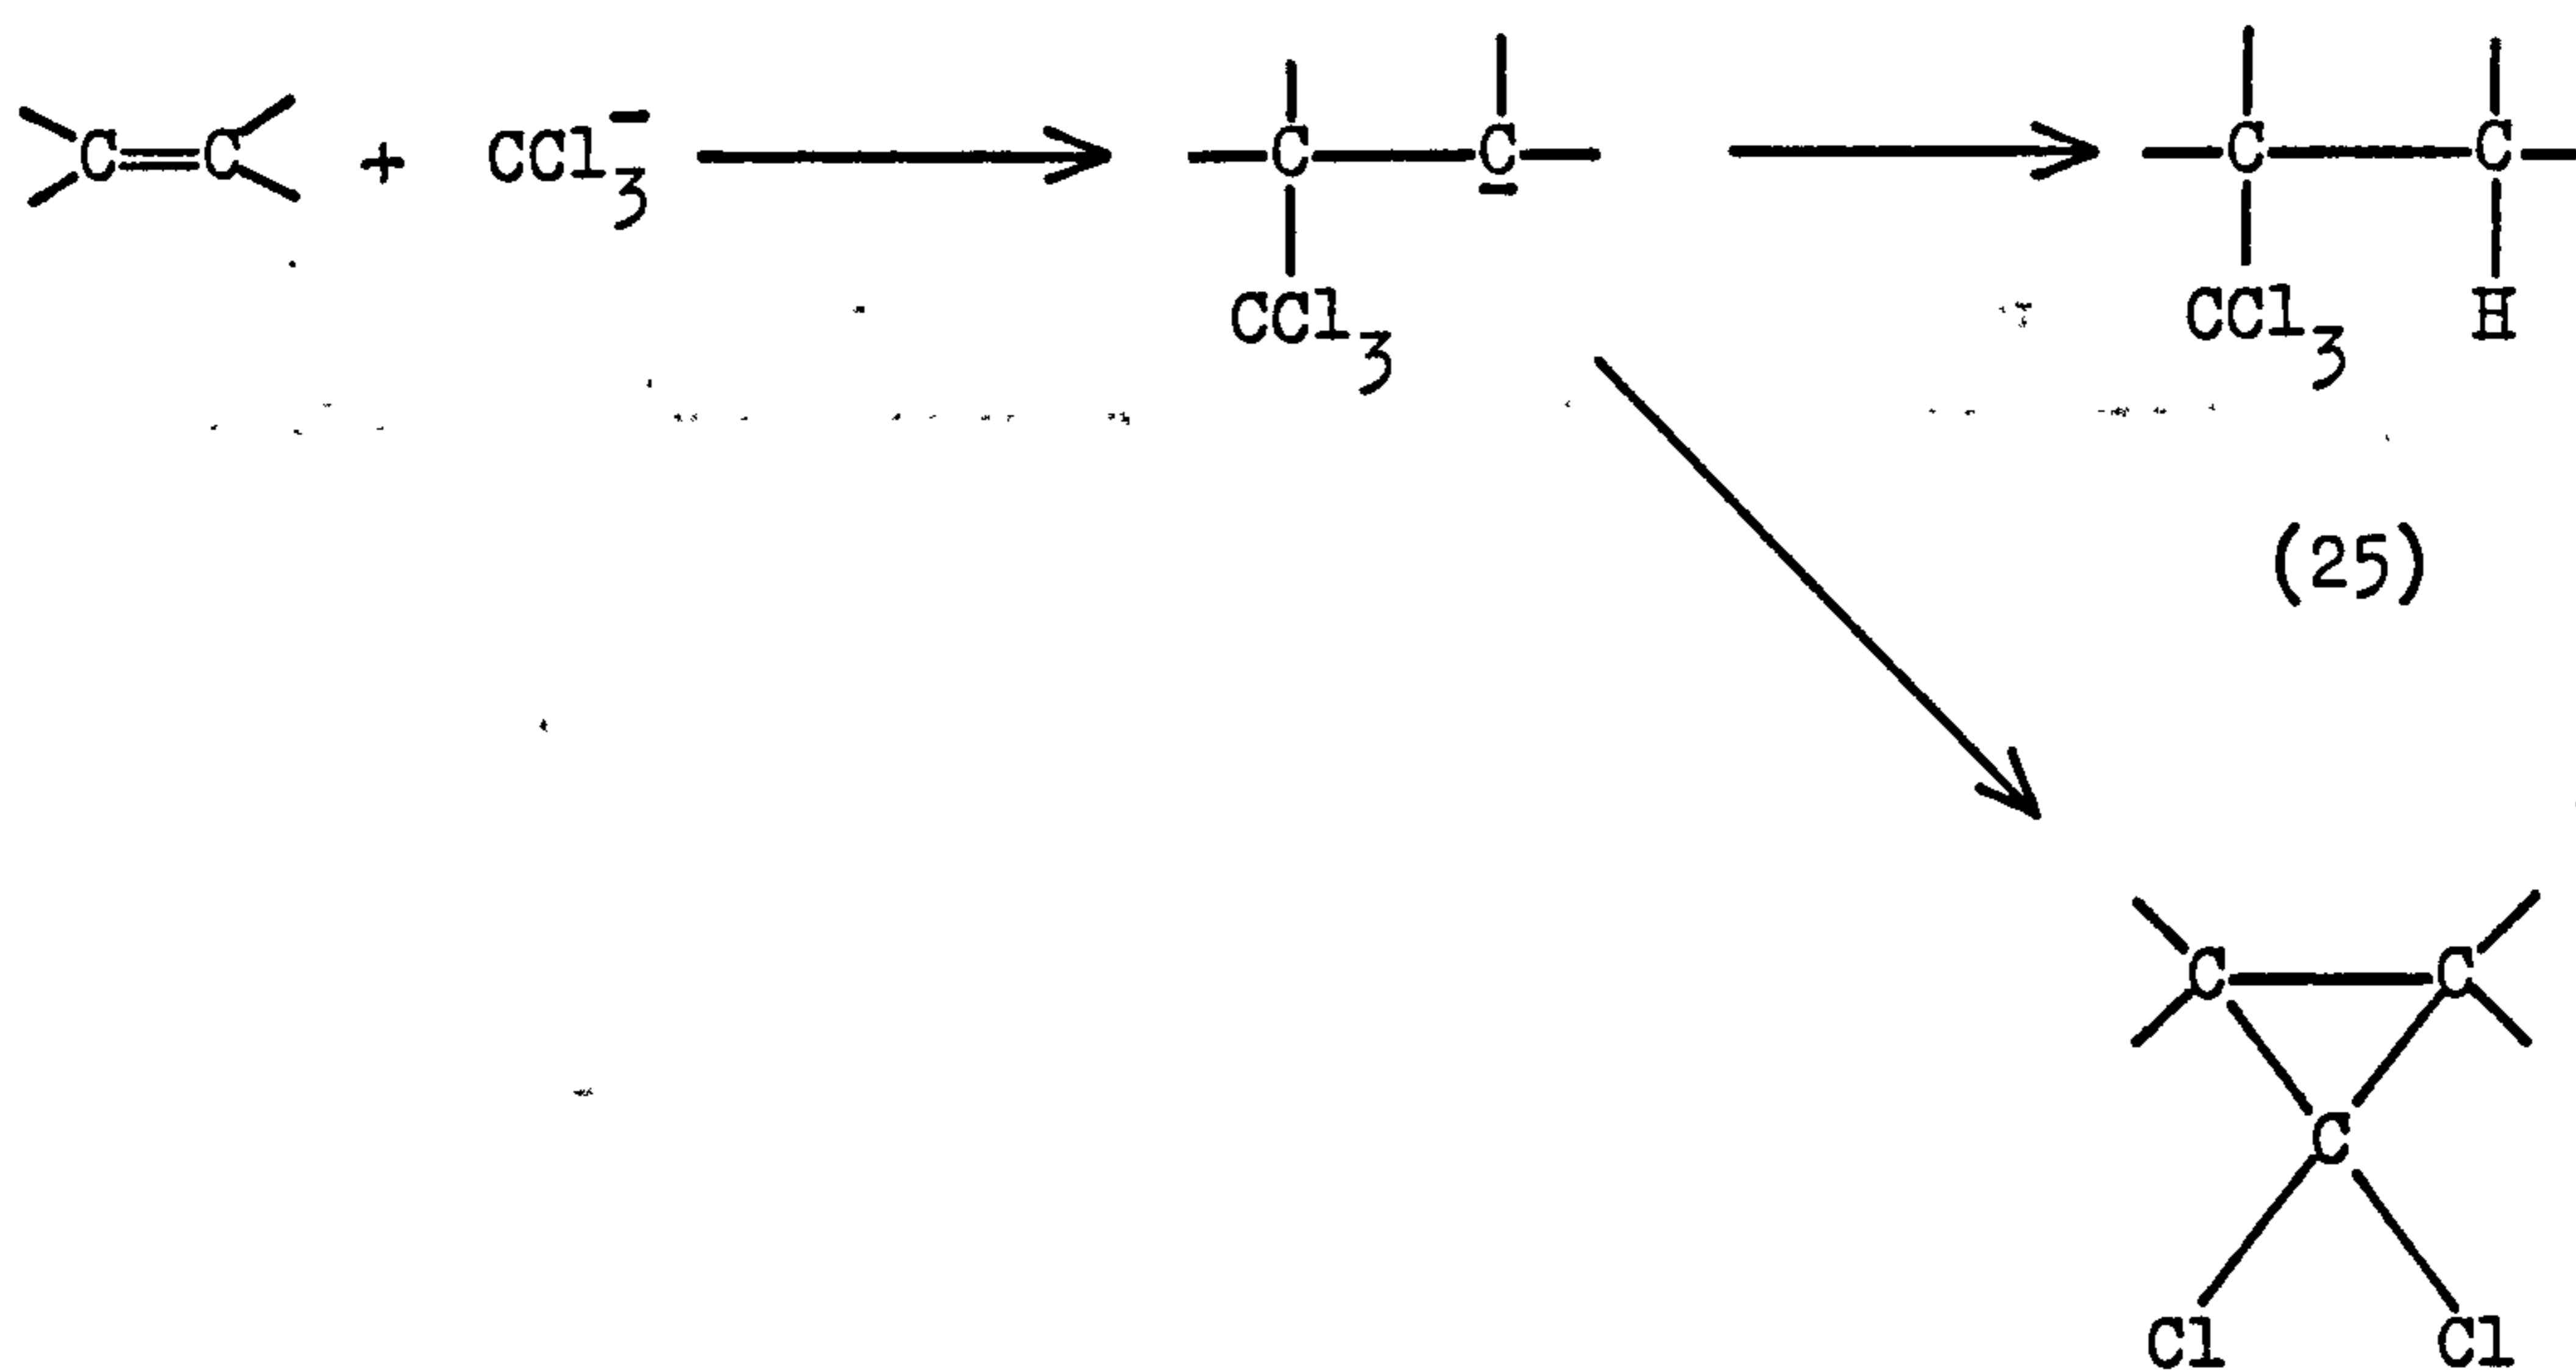 C=C + CCl3- C C- C C
CCl3 CCl3 H
(25)
C C
C
Cl Cl